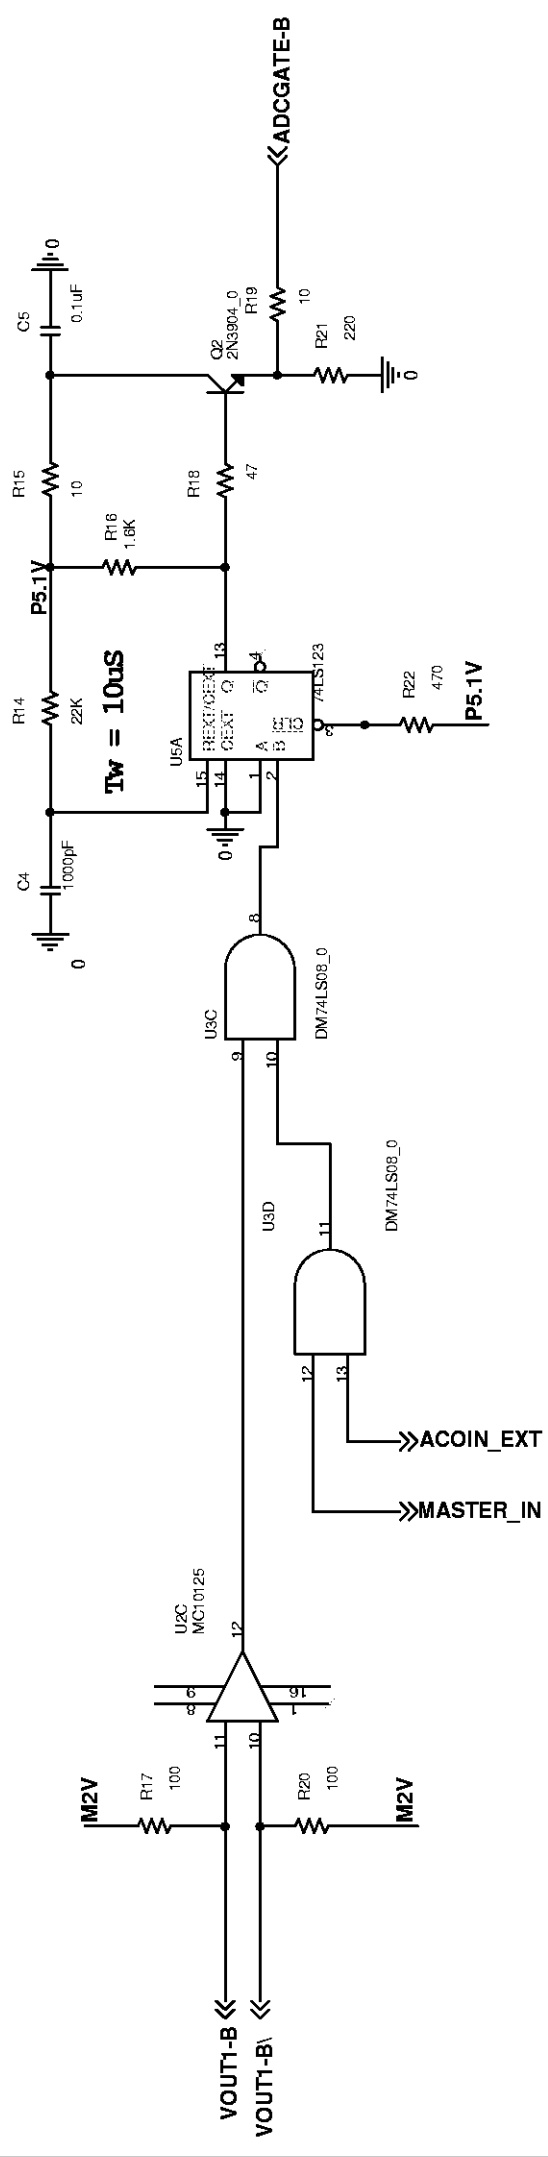 ADCGATE-B
0
C5
0.1uF
Q2
2N3904_0
R19
10
R21
220
0
R15
10
R18
47
R16
1.6K
P5.1V
Tw = 10uS
R14
22K
13
4
74LS123
REXT/CEXT
Q
Q
CEXT
CLR
A
B
U5A
15
14
1
2
3
R22
470
P5.1V
0
C4
1000pF
0
8
U3C
DM74LS08_0
9
10
U3D
DM74LS08_0
11
12
13
ACOIN_EXT
MASTER_IN
U2C
MC10125
12
9
8
16
1
11
10
M2V
R17
100
R20
100
M2V
VOUT1-B
VOUT1-B\